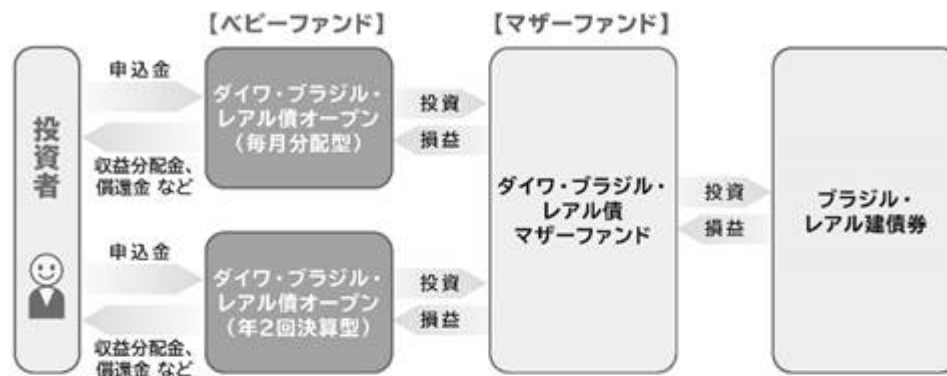 【ベビーファンド】
【マザーファンド】
投資者
申込金
収益分配金、
償還金 など
ダイワ・ブラジル・
レアル債オープン
（毎月分配型）
投資
損益
申込金
収益分配金、
償還金 など
ダイワ・ブラジル・
レアル債オープン
（年2回決算型）
投資
損益
ダイワ・ブラジル・
レアル債
マザーファンド
投資
損益
ブラジル・
レアル建債券